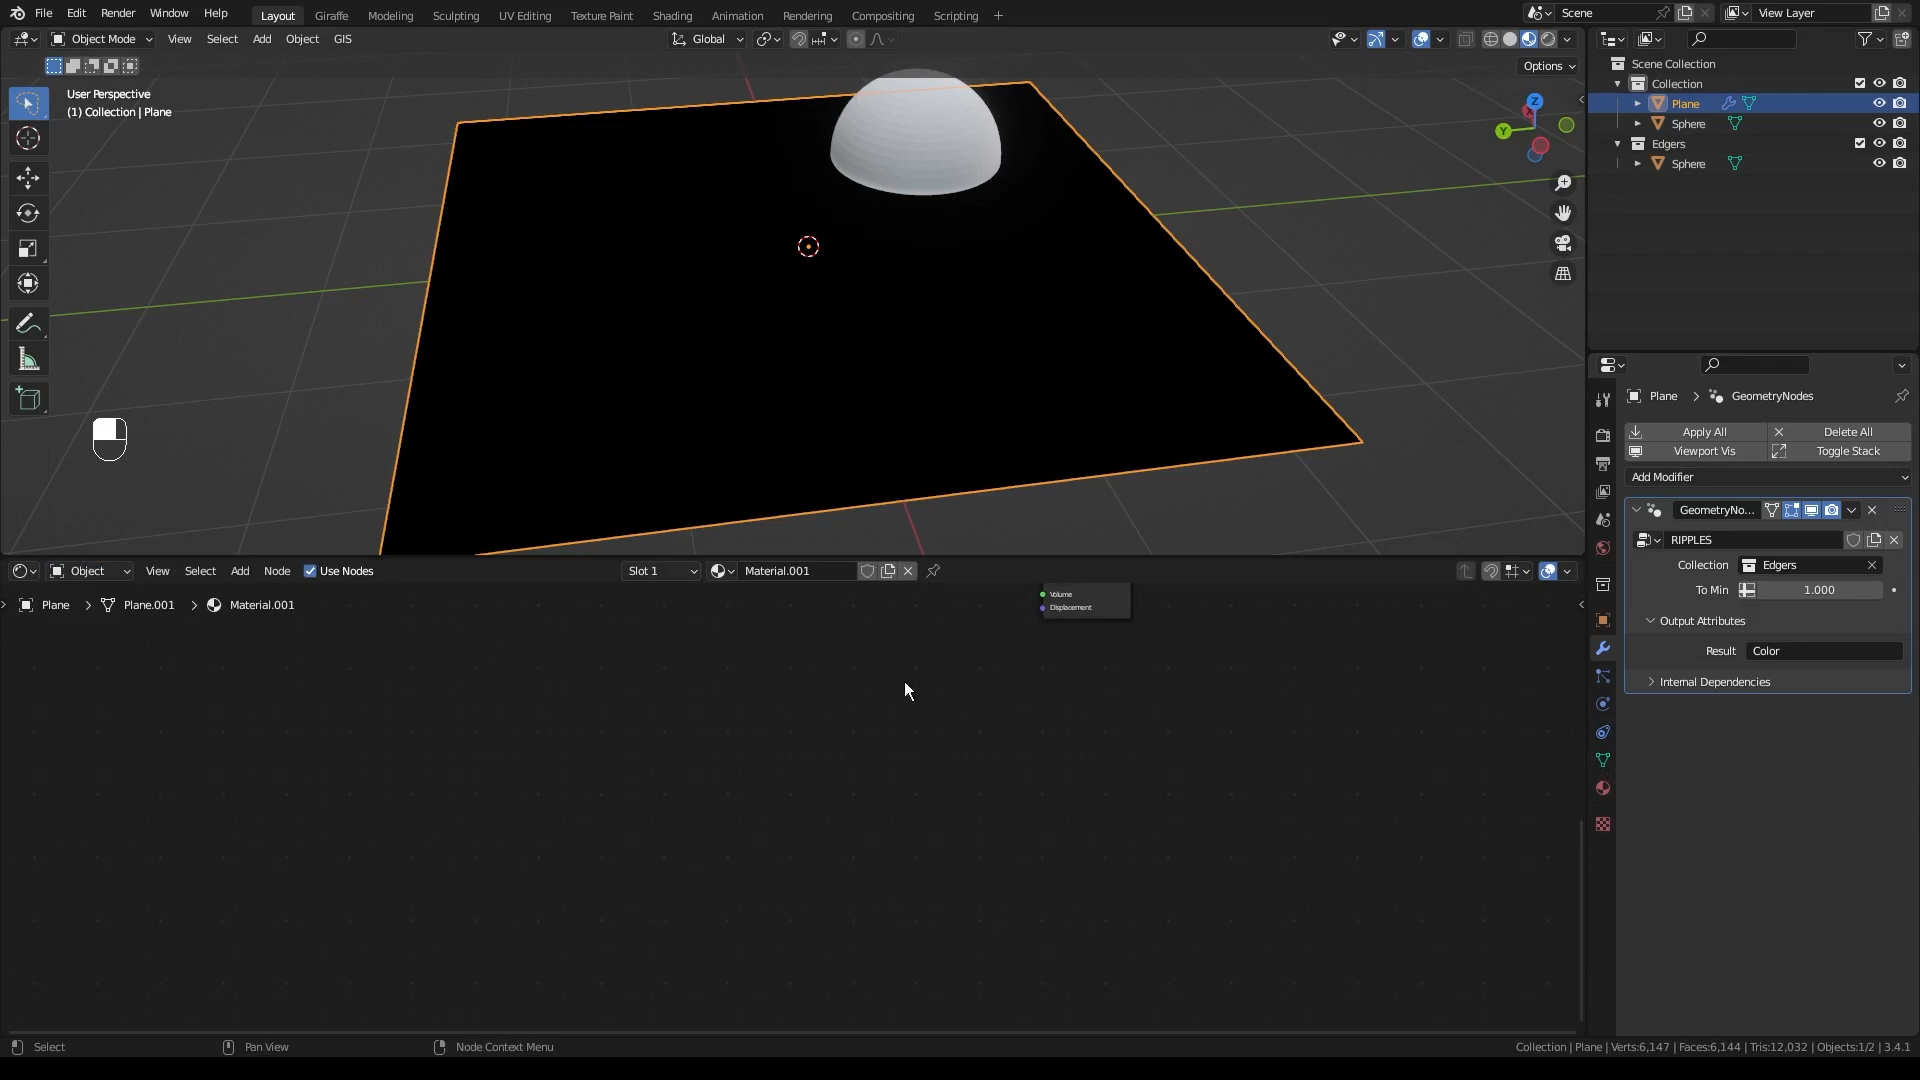 File Edit Render Window Help Layout Giraffe Modeling Sculpting UV Editing Texture Paint Shading Animation Rendering Compositing Scripting + Scene View Layer
Object Mode View Select Add Object GIS Global
Options
User Perspective
(1) Collection | Plane
Z
Y
X
Scene Collection
Collection
Plane
Sphere
Edgers
Sphere
Plane > GeometryNodes
Apply All Delete All
Viewport Vis Toggle Stack
Add Modifier
GeometryNo...
RIPPLES
Collection Edgers
To Min 1.000
Output Attributes
Result Color
Internal Dependencies
Object View Select Add Node Use Nodes Slot 1 Material.001
Plane > Plane.001 > Material.001
Volume
Displacement
Select Pan View Node Context Menu Collection | Plane | Verts:6,147 | Faces:6,144 | Tris:12,032 | Objects:1/2 | 3.4.1